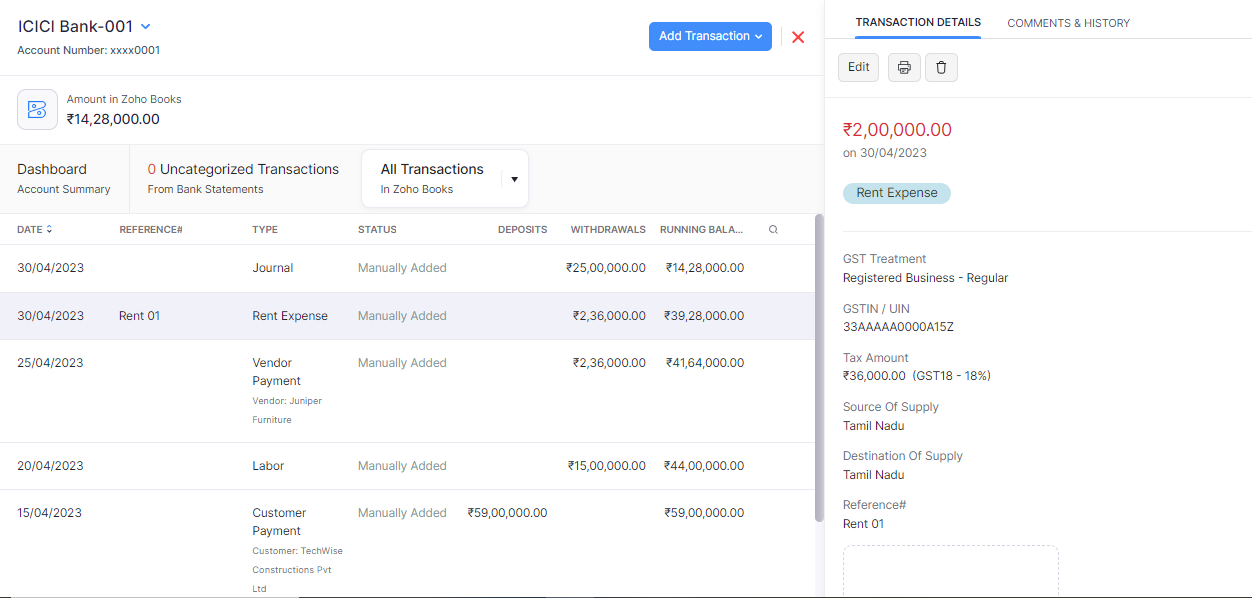 ICICI Bank-001
Account Number: xxxx0001
Add Transaction
Amount in Zoho Books
₹14,28,000.00
Dashboard
Account Summary
0 Uncategorized Transactions
From Bank Statements
All Transactions
In Zoho Books
DATE REFERENCE# TYPE STATUS DEPOSITS WITHDRAWALS RUNNING BALA...
30/04/2023 Journal Manually Added ₹25,00,000.00 ₹14,28,000.00
30/04/2023 Rent 01 Rent Expense Manually Added ₹2,36,000.00 ₹39,28,000.00
25/04/2023 Vendor Manually Added ₹2,36,000.00 ₹41,64,000.00
Payment
Vendor: Juniper
Furniture
20/04/2023 Labor Manually Added ₹15,00,000.00 ₹44,00,000.00
15/04/2023 Customer Manually Added ₹59,00,000.00 ₹59,00,000.00
Payment
Customer: TechWise
Constructions Pvt
Ltd
TRANSACTION DETAILS COMMENTS & HISTORY
Edit
₹2,00,000.00
on 30/04/2023
Rent Expense
GST Treatment
Registered Business - Regular
GSTIN / UIN
33AAAAA0000A15Z
Tax Amount
₹36,000.00 (GST18 - 18%)
Source Of Supply
Tamil Nadu
Destination Of Supply
Tamil Nadu
Reference#
Rent 01